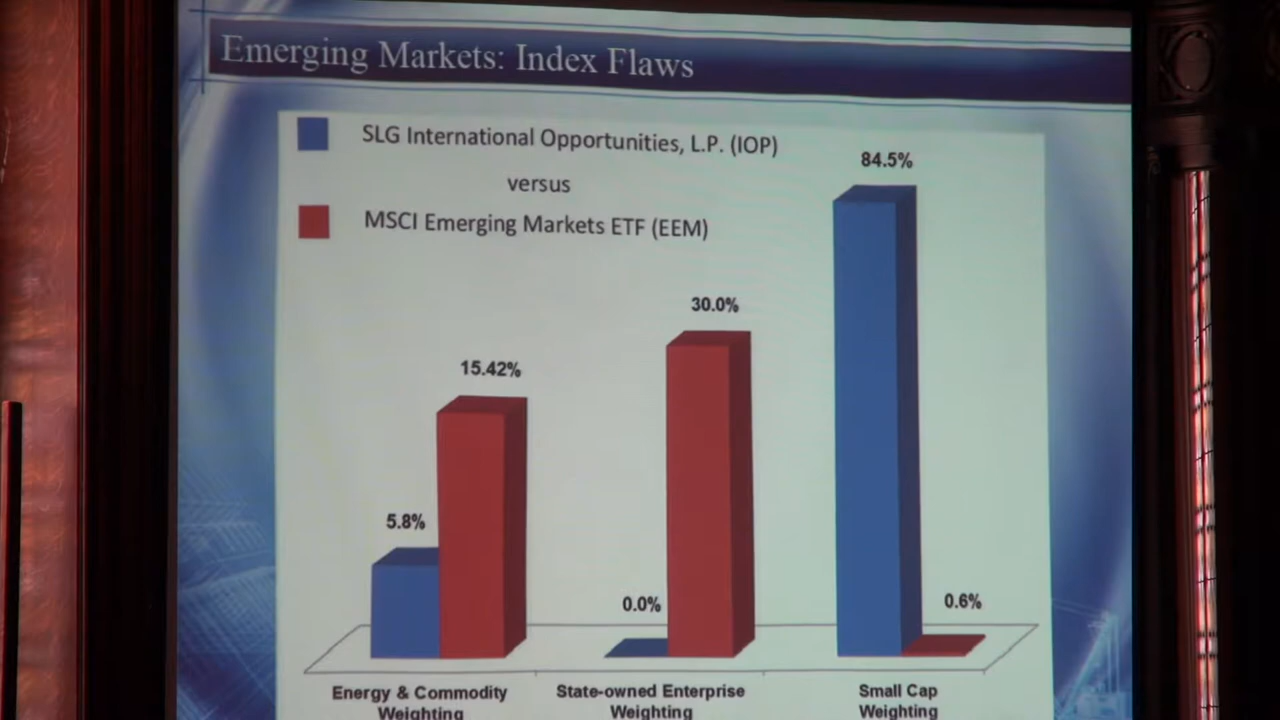 Emerging Markets: Index Flaws
SLG International Opportunities, L.P. (IOP)
versus
MSCI Emerging Markets ETF (EEM)
84.5%
30.0%
15.42%
5.8%
0.0%
0.6%
Energy & Commodity
Weighting
State-owned Enterprise
Weighting
Small Cap
Weighting